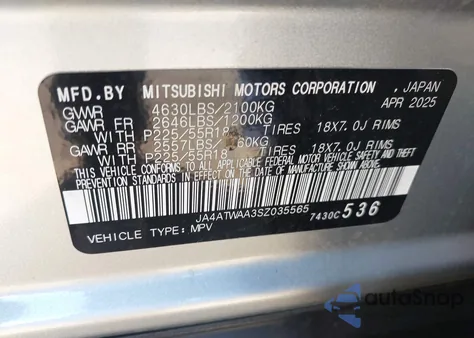 MFD.BY MITSUBISHI MOTORS CORPORATION, JAPAN
APR 2025
GVWR 4630LBS/2100KG
GAWR FR 2646LBS/1200KG
WITH P225/55R18 TIRES 18X7.0J RIMS
GAWR RR 2557LBS/ 60KG
WITH P225/55R18 TIRES 18X7.0J RIMS
THIS VEHICLE CONFORMS TO ALL APPLICABLE FEDERAL MOTOR VEHICLE SAFETY AND THEFT
PREVENTION STANDARDS IN EFFECT ON THE DATE OF MANUFACTURE SHOWN ABOVE.
JA4ATWAA3SZ035565
7430C 536
VEHICLE TYPE: MPV
autoSnap